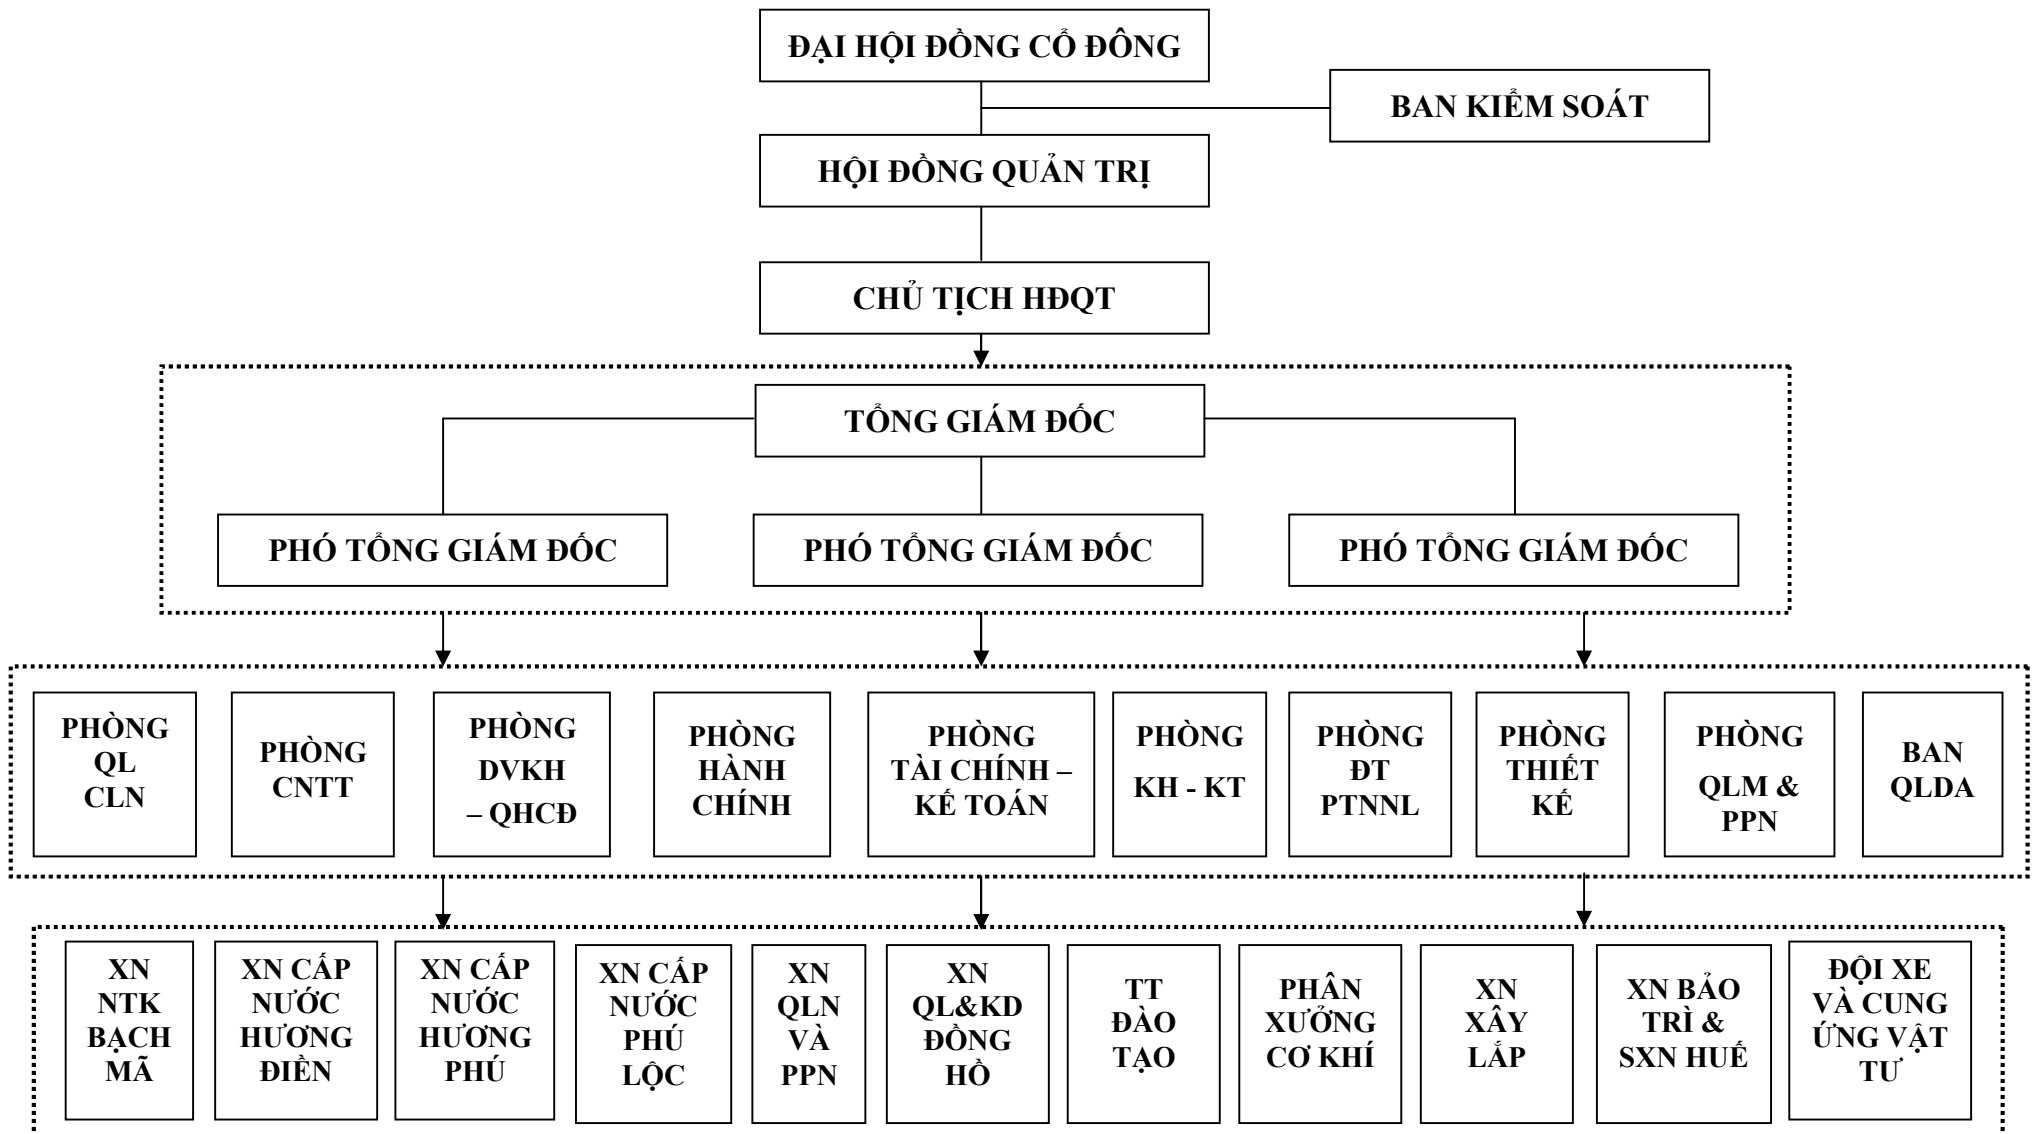 ĐẠI HỘI ĐỒNG CỔ ĐÔNG
BAN KIỂM SOÁT
HỘI ĐỒNG QUẢN TRỊ
CHỦ TỊCH HĐQT
TỔNG GIÁM ĐỐC
PHÓ TỔNG GIÁM ĐỐC
PHÓ TỔNG GIÁM ĐỐC
PHÓ TỔNG GIÁM ĐỐC
PHÒNG
QL
CLN
PHÒNG
CNTT
PHÒNG
DVKH
– QHCĐ
PHÒNG
HÀNH
CHÍNH
PHÒNG
TÀI CHÍNH –
KẾ TOÁN
PHÒNG
KH - KT
PHÒNG
ĐT
PTNNL
PHÒNG
THIẾT
KẾ
PHÒNG
QLM &
PPN
BAN
QLDA
XN
NTK
BẠCH
MÃ
XN CẤP
NƯỚC
HƯƠNG
ĐIỀN
XN CẤP
NƯỚC
HƯƠNG
PHÚ
XN CẤP
NƯỚC
PHÚ
LỘC
XN
QLN
VÀ
PPN
XN
QL&KD
ĐỒNG
HỒ
TT
ĐÀO
TẠO
PHÂN
XƯỞNG
CƠ KHÍ
XN
XÂY
LẮP
XN BẢO
TRÌ &
SXN HUẾ
ĐỘI XE
VÀ CUNG
ỨNG VẬT
TƯ